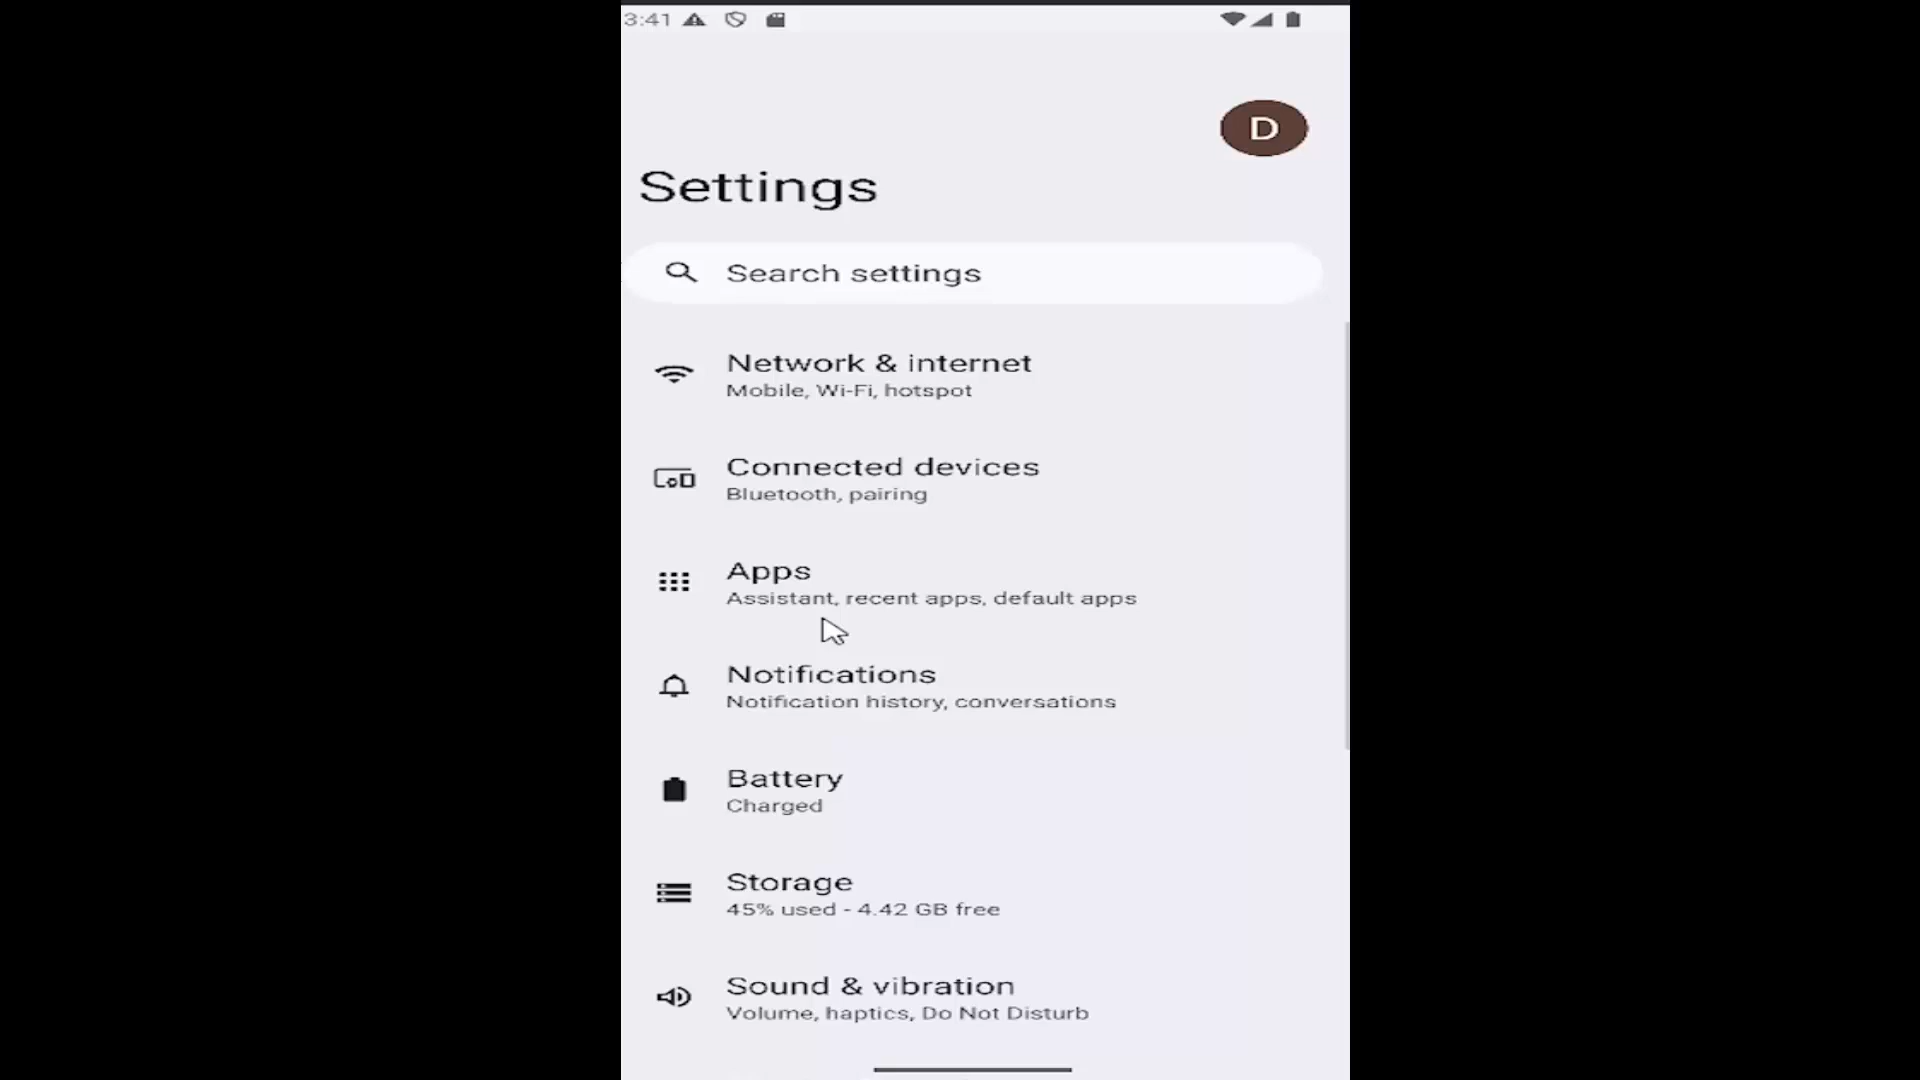 3:41
D
Settings
Search settings
Network & internet
Mobile, Wi-Fi, hotspot
Connected devices
Bluetooth, pairing
Apps
Assistant, recent apps, default apps
Notifications
Notification history, conversations
Battery
Charged
Storage
45% used - 4.42 GB free
Sound & vibration
Volume, haptics, Do Not Disturb